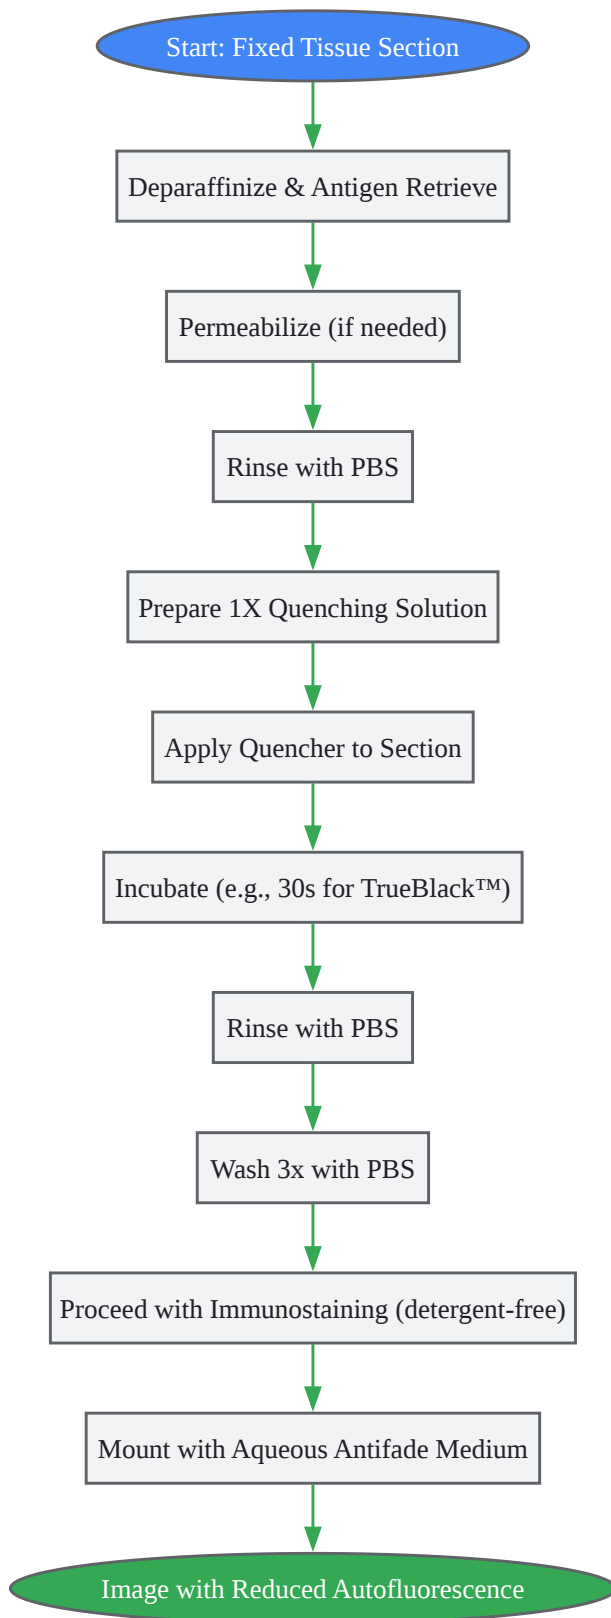 Start: Fixed Tissue Section
Deparaffinize & Antigen Retrieve
Permeabilize (if needed)
Rinse with PBS
Prepare 1X Quenching Solution
Apply Quencher to Section
Incubate (e.g., 30s for TrueBlack™)
Rinse with PBS
Wash 3x with PBS
Proceed with Immunostaining (detergent-free)
Mount with Aqueous Antifade Medium
Image with Reduced Autofluorescence